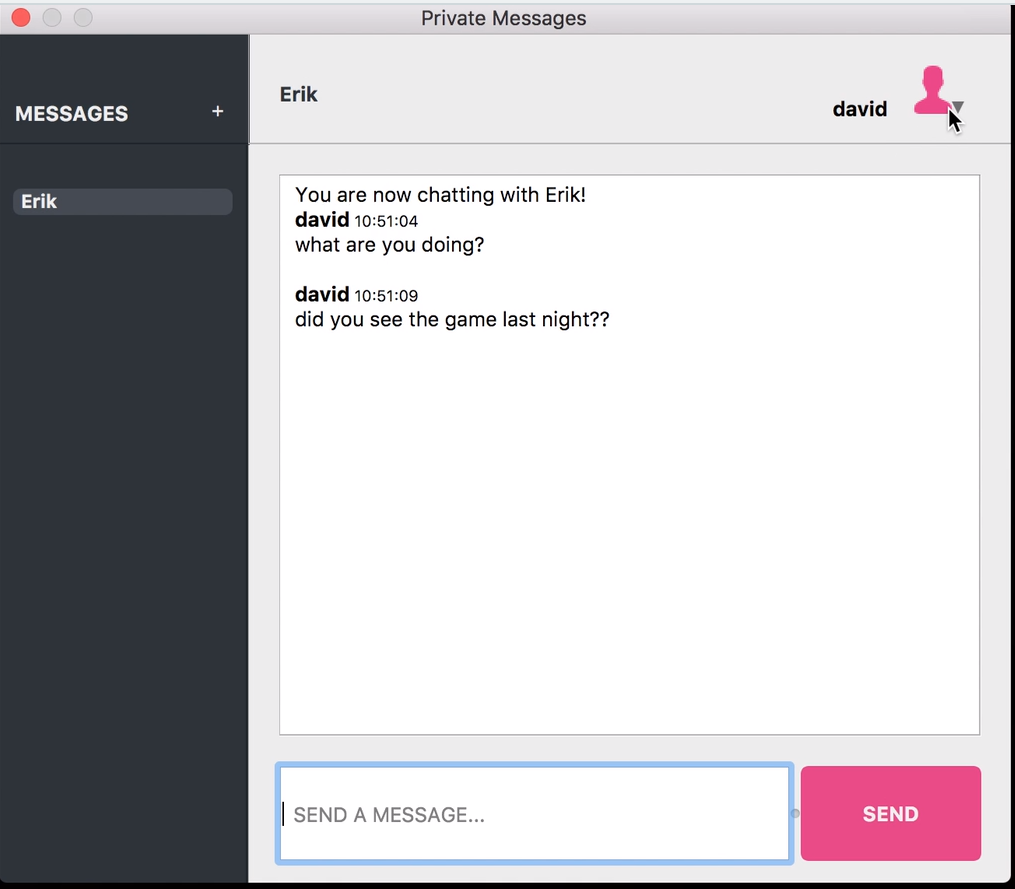 Private Messages
MESSAGES +
Erik
Erik
david
You are now chatting with Erik!
david 10:51:04
what are you doing?
david 10:51:09
did you see the game last night??
SEND A MESSAGE...
SEND